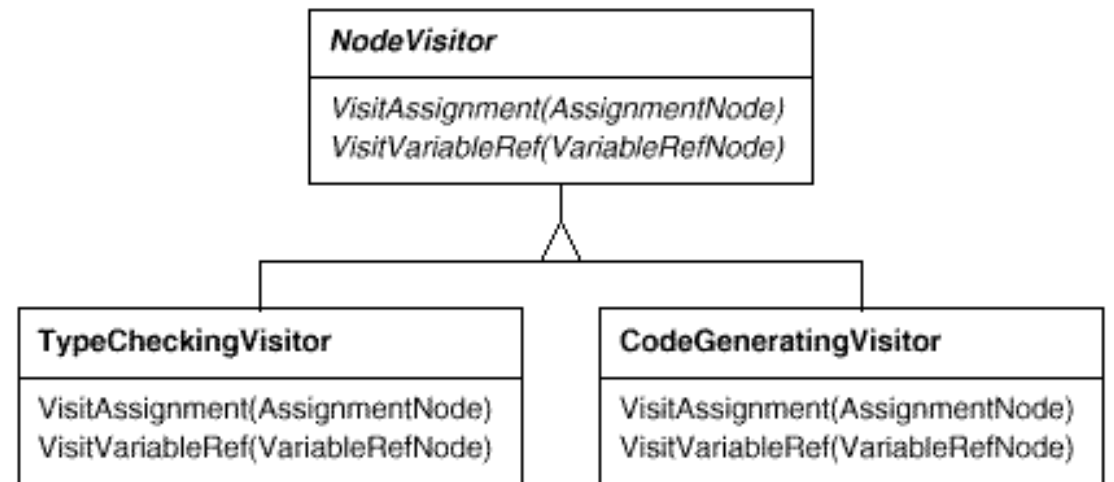 NodeVisitor
VisitAssignment(AssignmentNode)
VisitVariableRef(VariableRefNode)
TypeCheckingVisitor
VisitAssignment(AssignmentNode)
VisitVariableRef(VariableRefNode)
CodeGeneratingVisitor
VisitAssignment(AssignmentNode)
VisitVariableRef(VariableRefNode)